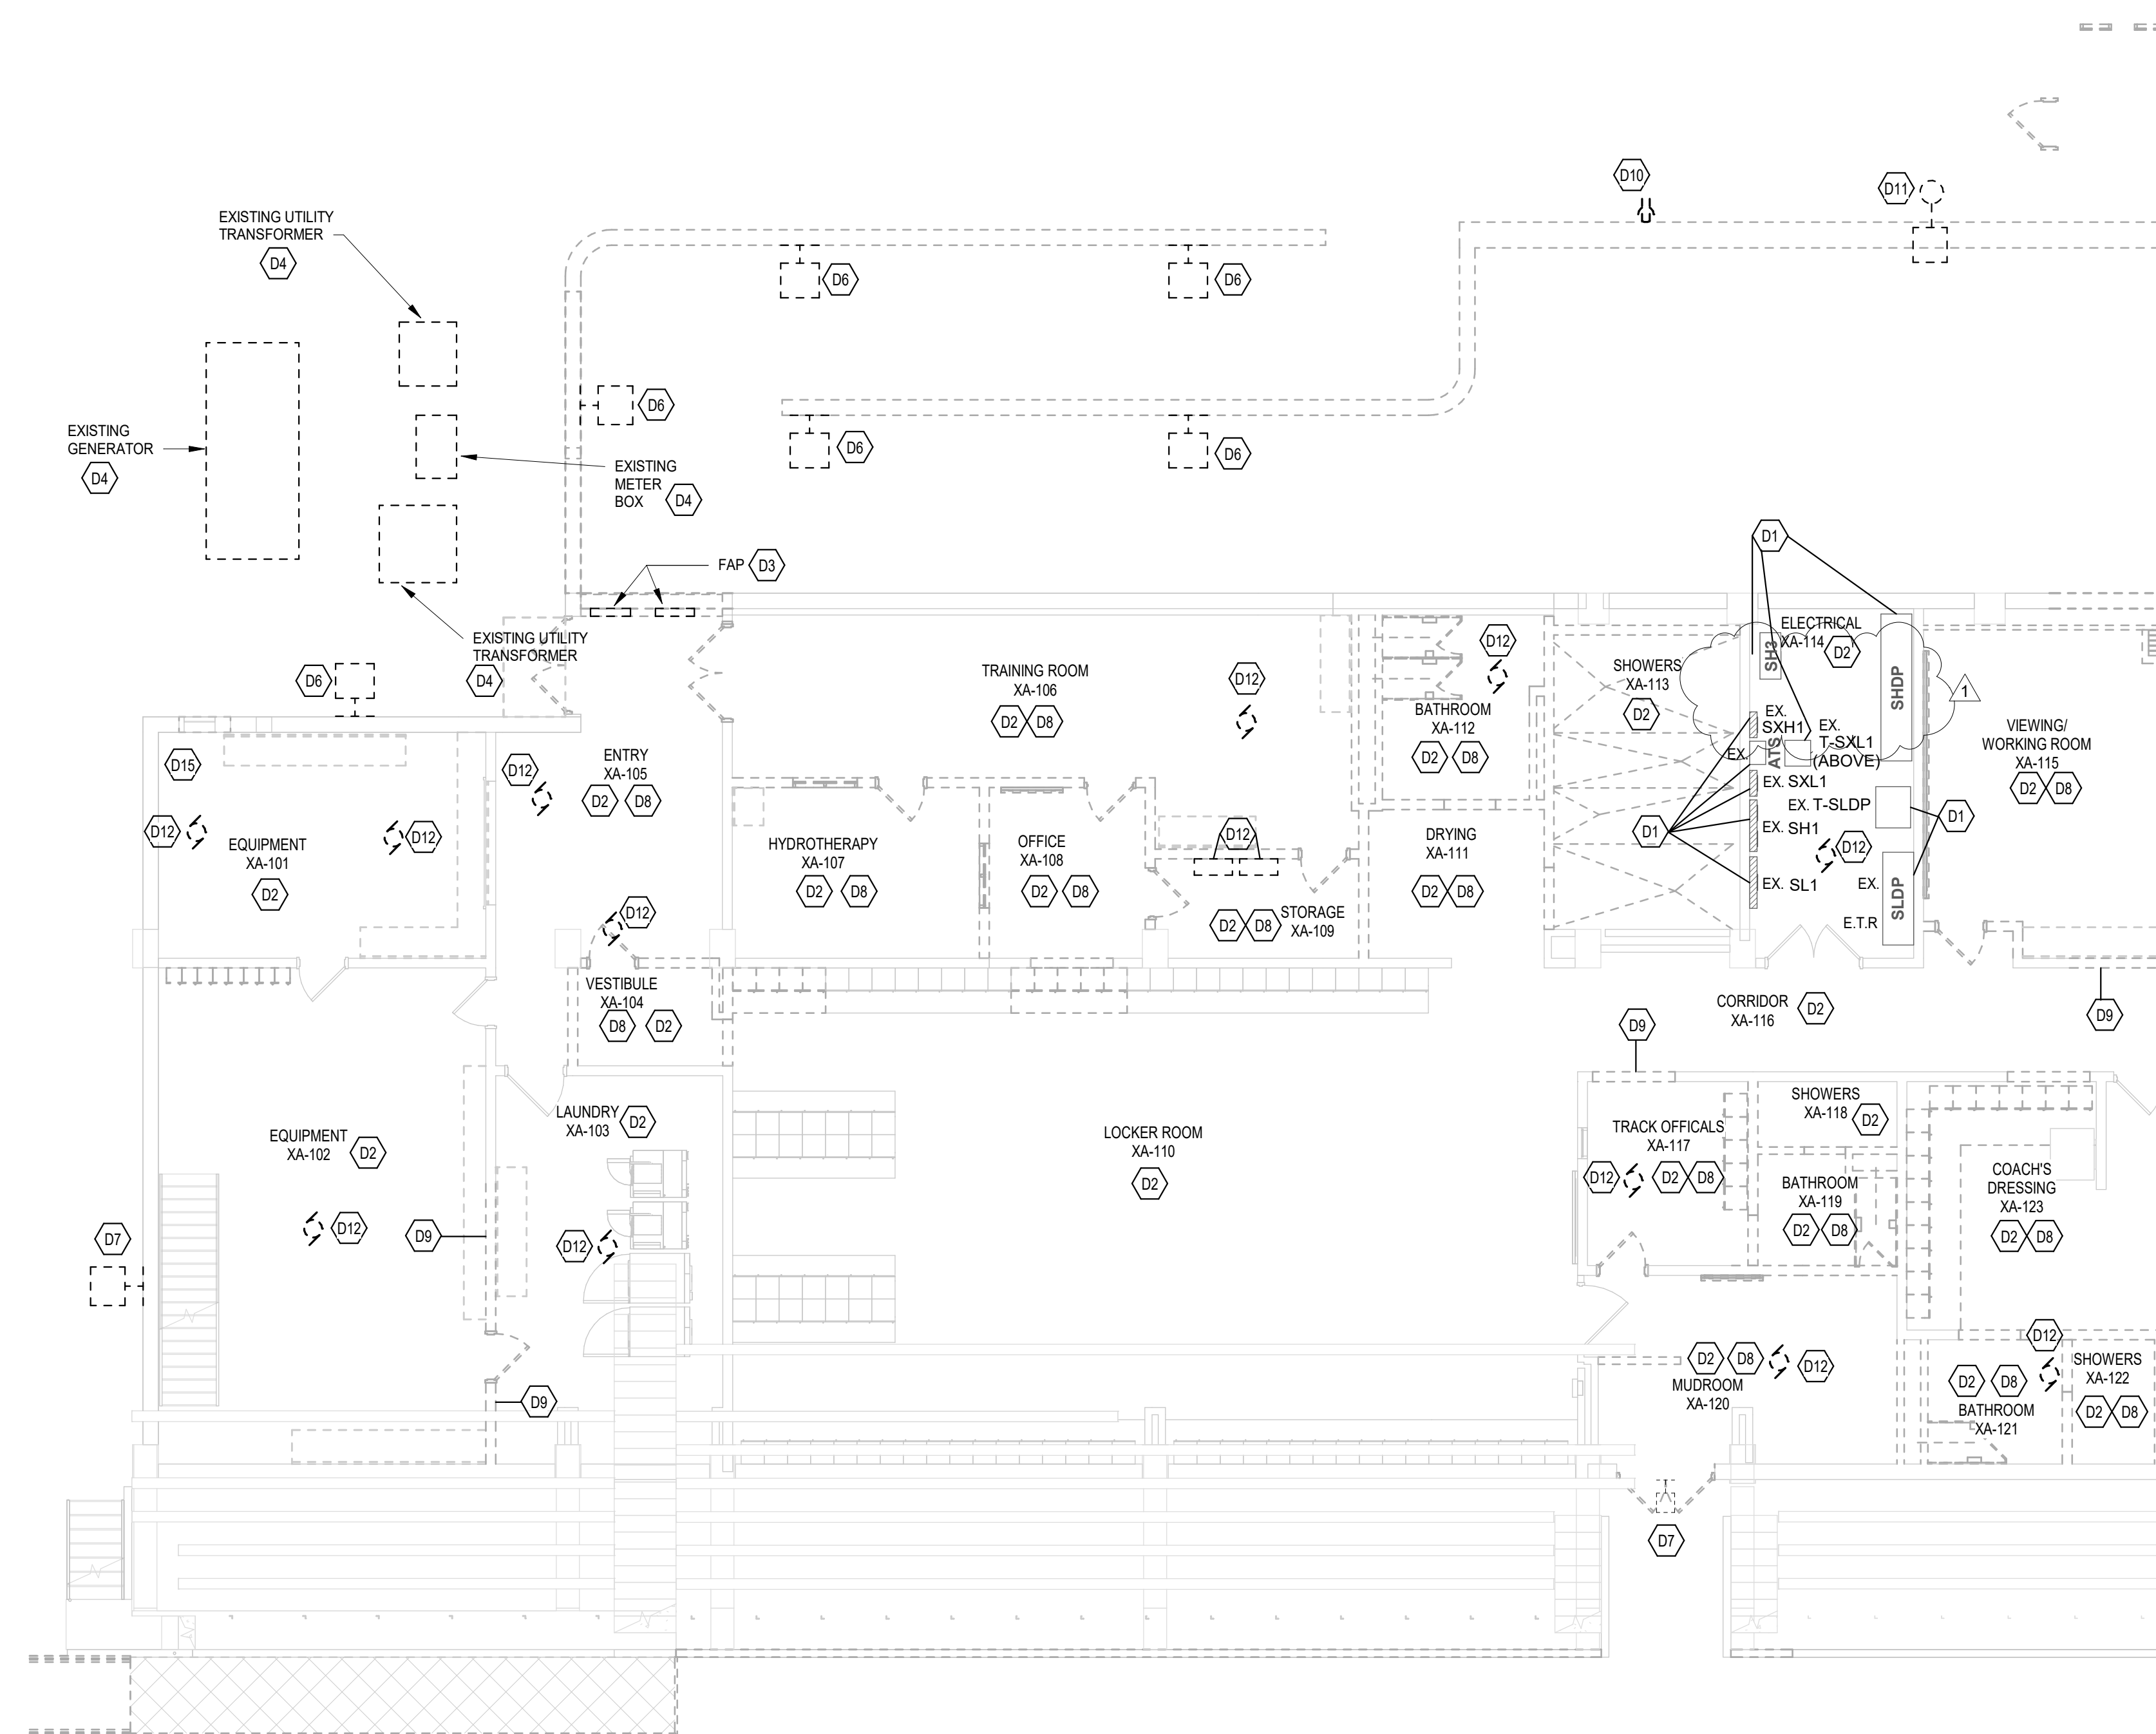 D10
D11
EXISTING UTILITY
TRANSFORMER
D4
D6
D6
D6
D6
D6
EXISTING
GENERATOR
D4
EXISTING
METER
BOX
D4
FAP
D3
D1
EXISTING UTILITY
TRANSFORMER
D4
D6
TRAINING ROOM
XA-106
D2
D8
D12
D12
BATHROOM
XA-112
D2
D8
SHOWERS
XA-113
D2
ELECTRICAL
XA-114
D2
SH3
SHDP
1
EX.
SXH1
EX.
ATS
EX.
T-SXL1
(ABOVE)
EX. SXL1
EX. T-SLDP
D1
D1
EX. SH1
D12
EX. SL1
EX.
SLDP
E.T.R
VIEWING/
WORKING ROOM
XA-115
D2
D8
D15
D12
EQUIPMENT
XA-101
D2
D12
D12
ENTRY
XA-105
D2
D8
HYDROTHERAPY
XA-107
D2
D8
OFFICE
XA-108
D2
D8
D12
D2
D8
STORAGE
XA-109
DRYING
XA-111
D2
D8
D12
VESTIBULE
XA-104
D8
D2
CORRIDOR
XA-116
D2
D9
D9
EQUIPMENT
XA-102
D2
D12
D7
D9
LAUNDRY
XA-103
D2
D12
D9
LOCKER ROOM
XA-110
D2
TRACK OFFICALS
XA-117
D12
D2
D8
SHOWERS
XA-118
D2
BATHROOM
XA-119
D2
D8
COACH'S
DRESSING
XA-123
D2
D8
D2
D8
D12
MUDROOM
XA-120
D12
D2
D8
BATHROOM
XA-121
SHOWERS
XA-122
D2
D8
D7